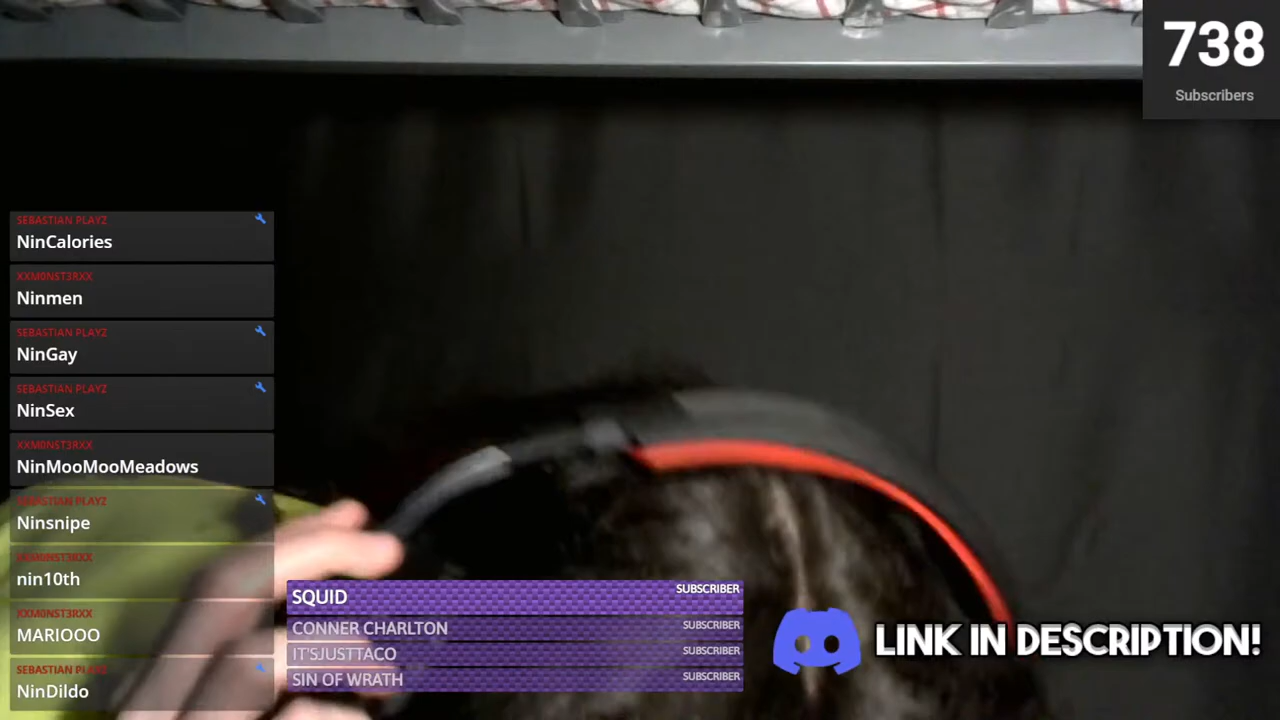 738
Subscribers
SEBASTIAN PLAYZ
NinCalories
XXM0NST3RXX
Ninmen
SEBASTIAN PLAYZ
NinGay
SEBASTIAN PLAYZ
NinSex
XXM0NST3RXX
NinMooMooMeadows
SEBASTIAN PLAYZ
Ninsnipe
XXM0NST3RXX
nin10th
XXM0NST3RXX
MARIOOO
SEBASTIAN PLAYZ
NinDildo
SQUID SUBSCRIBER
CONNER CHARLTON SUBSCRIBER
IT'SJUSTTACO SUBSCRIBER
SIN OF WRATH SUBSCRIBER
LINK IN DESCRIPTION!